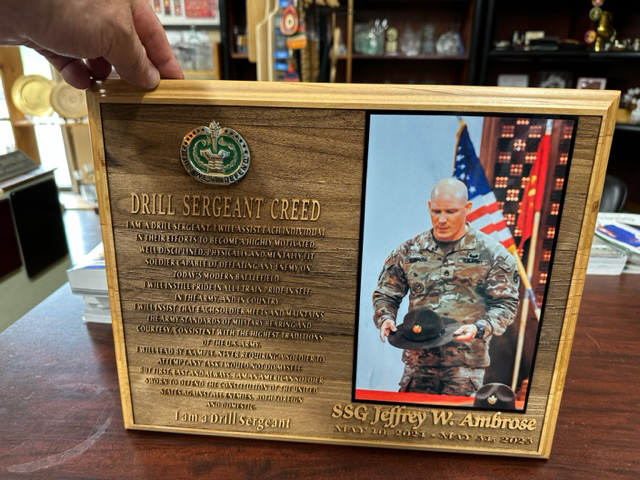 DRILL SERGEANT CREED
I AM A DRILL SERGEANT. I WILL ASSIST EACH INDIVIDUAL
IN THEIR EFFORTS TO BECOME A HIGHLY MOTIVATED,
WELL DISCIPLINED, PHYSICALLY AND MENTALLY FIT
SOLDIER CAPABLE OF DEFEATING ANY ENEMY ON
TODAY'S MODERN BATTLEFIELD.
I WILL INSTILL PRIDE IN ALL I TRAIN. PRIDE IN SELF,
IN THE ARMY, AND IN COUNTRY.
I WILL INSIST THAT EACH SOLDIER MEETS AND MAINTAINS
THE ARMY STANDARDS OF MILITARY BEARING AND
COURTESY, CONSISTENT WITH THE HIGHEST TRADITIONS
OF THE U.S. ARMY.
I WILL LEAD BY EXAMPLE, NEVER REQUIRING A SOLDIER TO
ATTEMPT ANY TASK I WOULD NOT DO MYSELF.
BUT FIRST, LAST, AND ALWAYS, I AM AN AMERICAN SOLDIER
SWORN TO DEFEND THE CONSTITUTION OF THE UNITED
STATES AGAINST ALL ENEMIES, BOTH FOREIGN
AND DOMESTIC.
I am a Drill Sergeant
SSG Jeffrey W. Ambrose
MAY 10, 2021 - MAY 31, 2023